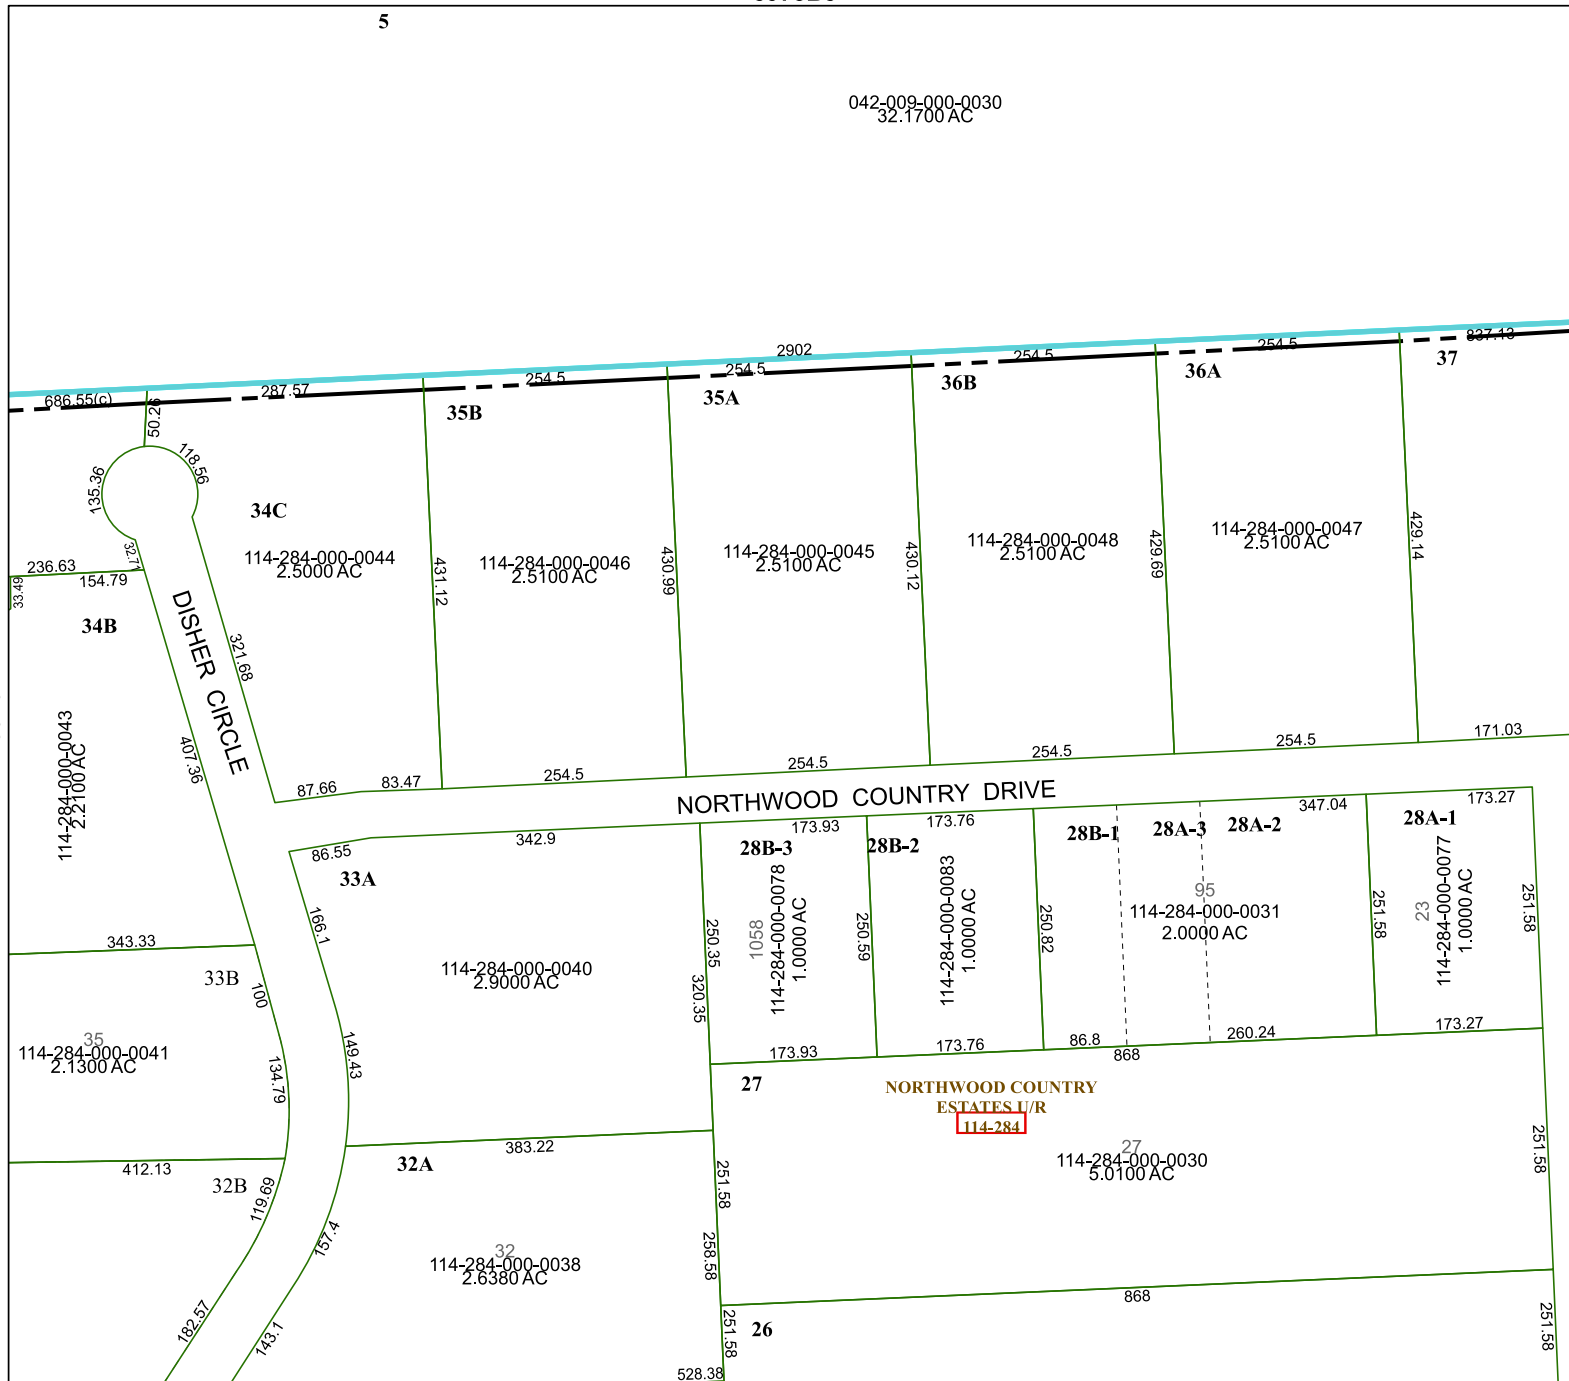 5
042-009-000-0030
32.1700 AC
2902
837.13
686.55(c)
287.57
254.5
254.5
254.5
254.5
50.26
35B
35A
36B
36A
37
118.56
135.36
34C
114-284-000-0044
2.5000 AC
114-284-000-0046
2.5100 AC
114-284-000-0045
2.5100 AC
114-284-000-0048
2.5100 AC
114-284-000-0047
2.5100 AC
431.12
430.99
430.12
429.69
429.14
32.71
236.63
154.79
33.49
34B
DISHER CIRCLE
321.68
407.36
114-284-000-0043
2.2100 AC
87.66
83.47
254.5
254.5
254.5
254.5
171.03
NORTHWOOD COUNTRY DRIVE
86.55
342.9
173.93
173.76
347.04
173.27
33A
28B-3
28B-2
28B-1
28A-3
28A-2
28A-1
166.1
250.35
1058
114-284-000-0078
1.0000 AC
250.59
114-284-000-0083
1.0000 AC
250.82
95
114-284-000-0031
2.0000 AC
251.58
23
114-284-000-0077
1.0000 AC
251.58
343.33
33B
100
114-284-000-0040
2.9000 AC
320.35
173.93
173.76
86.8
868
260.24
173.27
35
114-284-000-0041
2.1300 AC
134.79
149.43
27
NORTHWOOD COUNTRY
ESTATES U/R
114-284
27
114-284-000-0030
5.0100 AC
251.58
412.13
383.22
32B
32A
119.69
157.4
251.58
258.58
32
114-284-000-0038
2.6380 AC
868
182.57
143.1
251.58
26
251.58
528.38